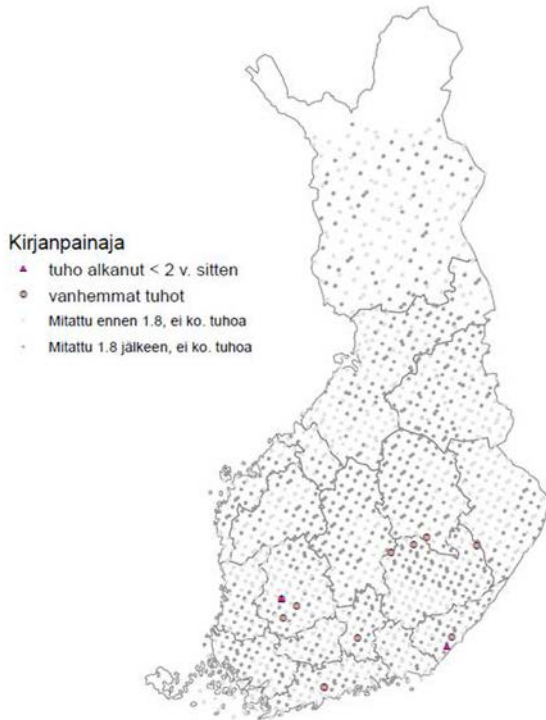 Kirjanpainaja
tuho alkanut < 2 v. sitten
vanhemmat tuhot
Mitattu ennen 1.8, ei ko. tuhoa
Mitattu 1.8 jälkeen, ei ko. tuhoa